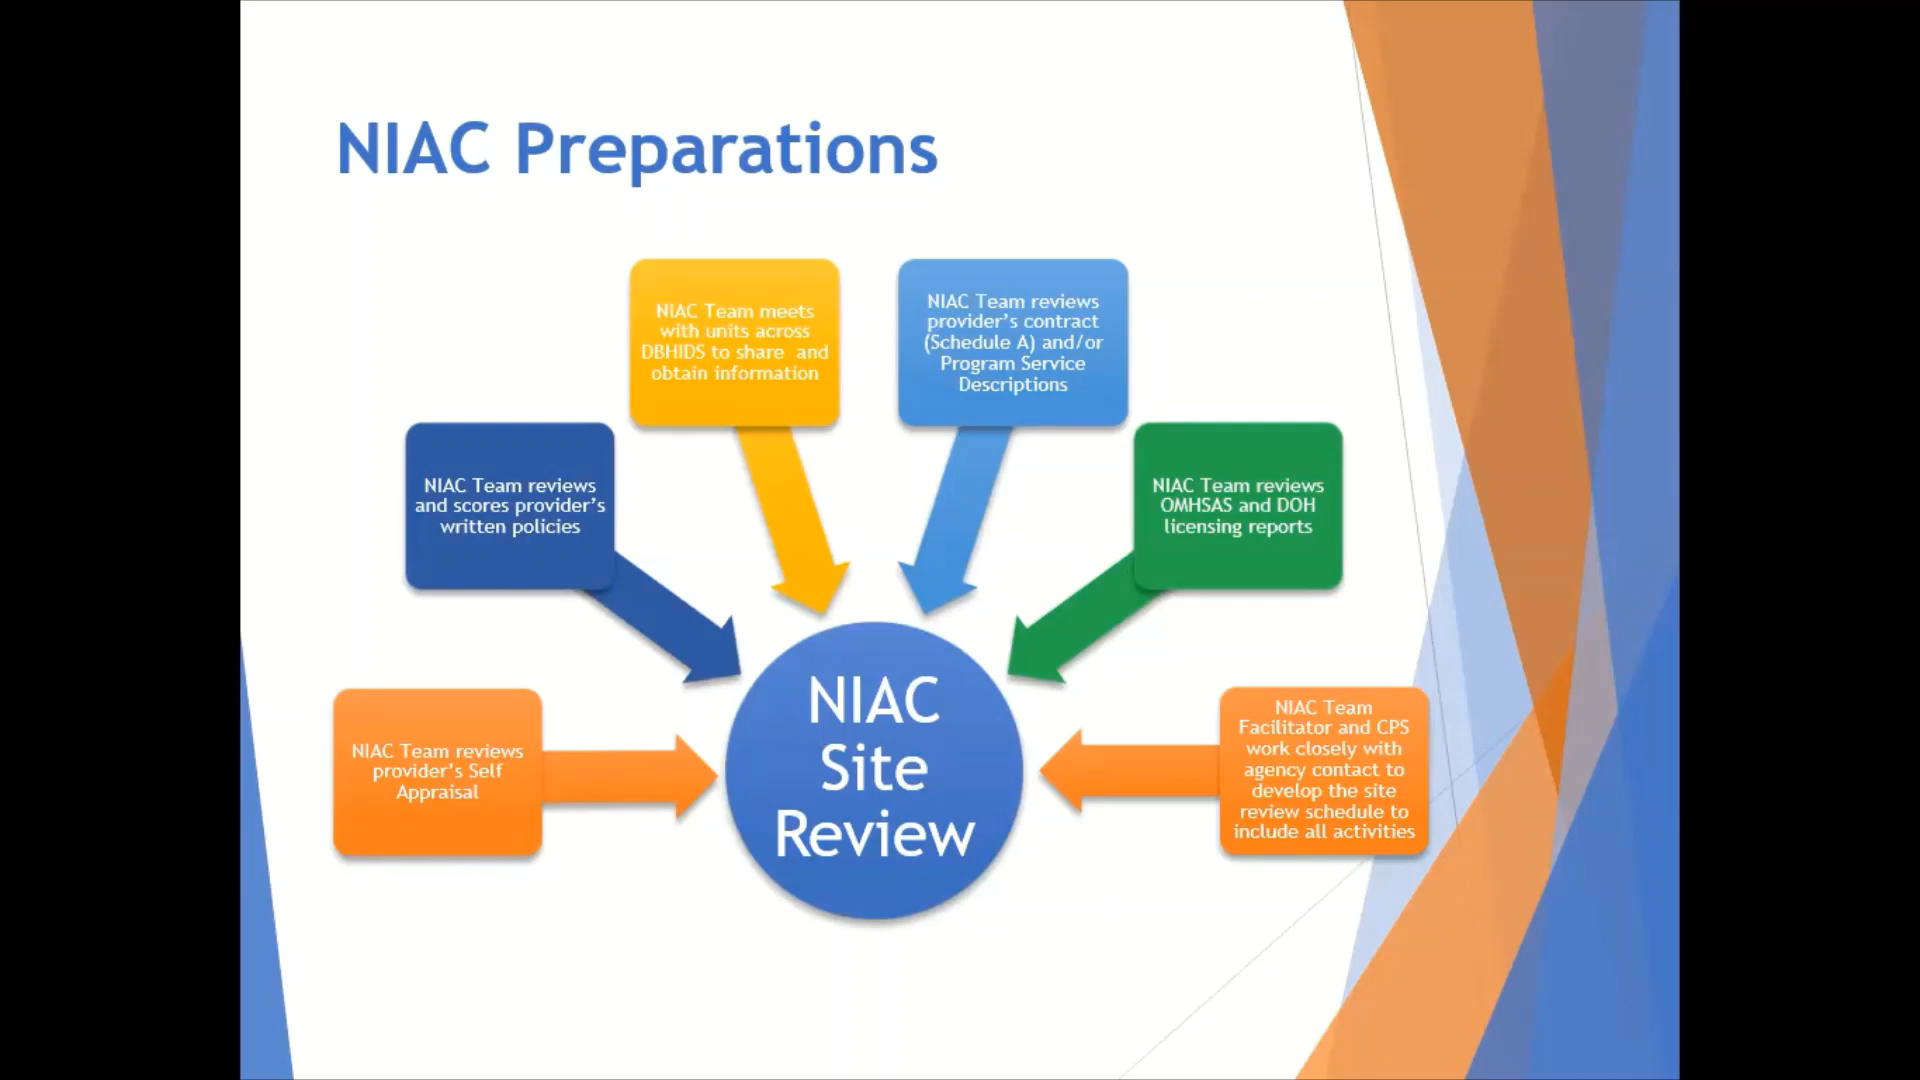 NIAC Preparations
NIAC Team meets
with units across
DBHIDS to share and
obtain information
NIAC Team reviews
provider's contract
(Schedule A) and/or
Program Service
Descriptions
NIAC Team reviews
and scores provider's
written policies
NIAC Team reviews
OMHSAS and DOH
licensing reports
NIAC Team reviews
provider's Self
Appraisal
NIAC
Site
Review
NIAC Team
Facilitator and CPS
work closely with
agency contact to
develop the site
review schedule to
include all activities